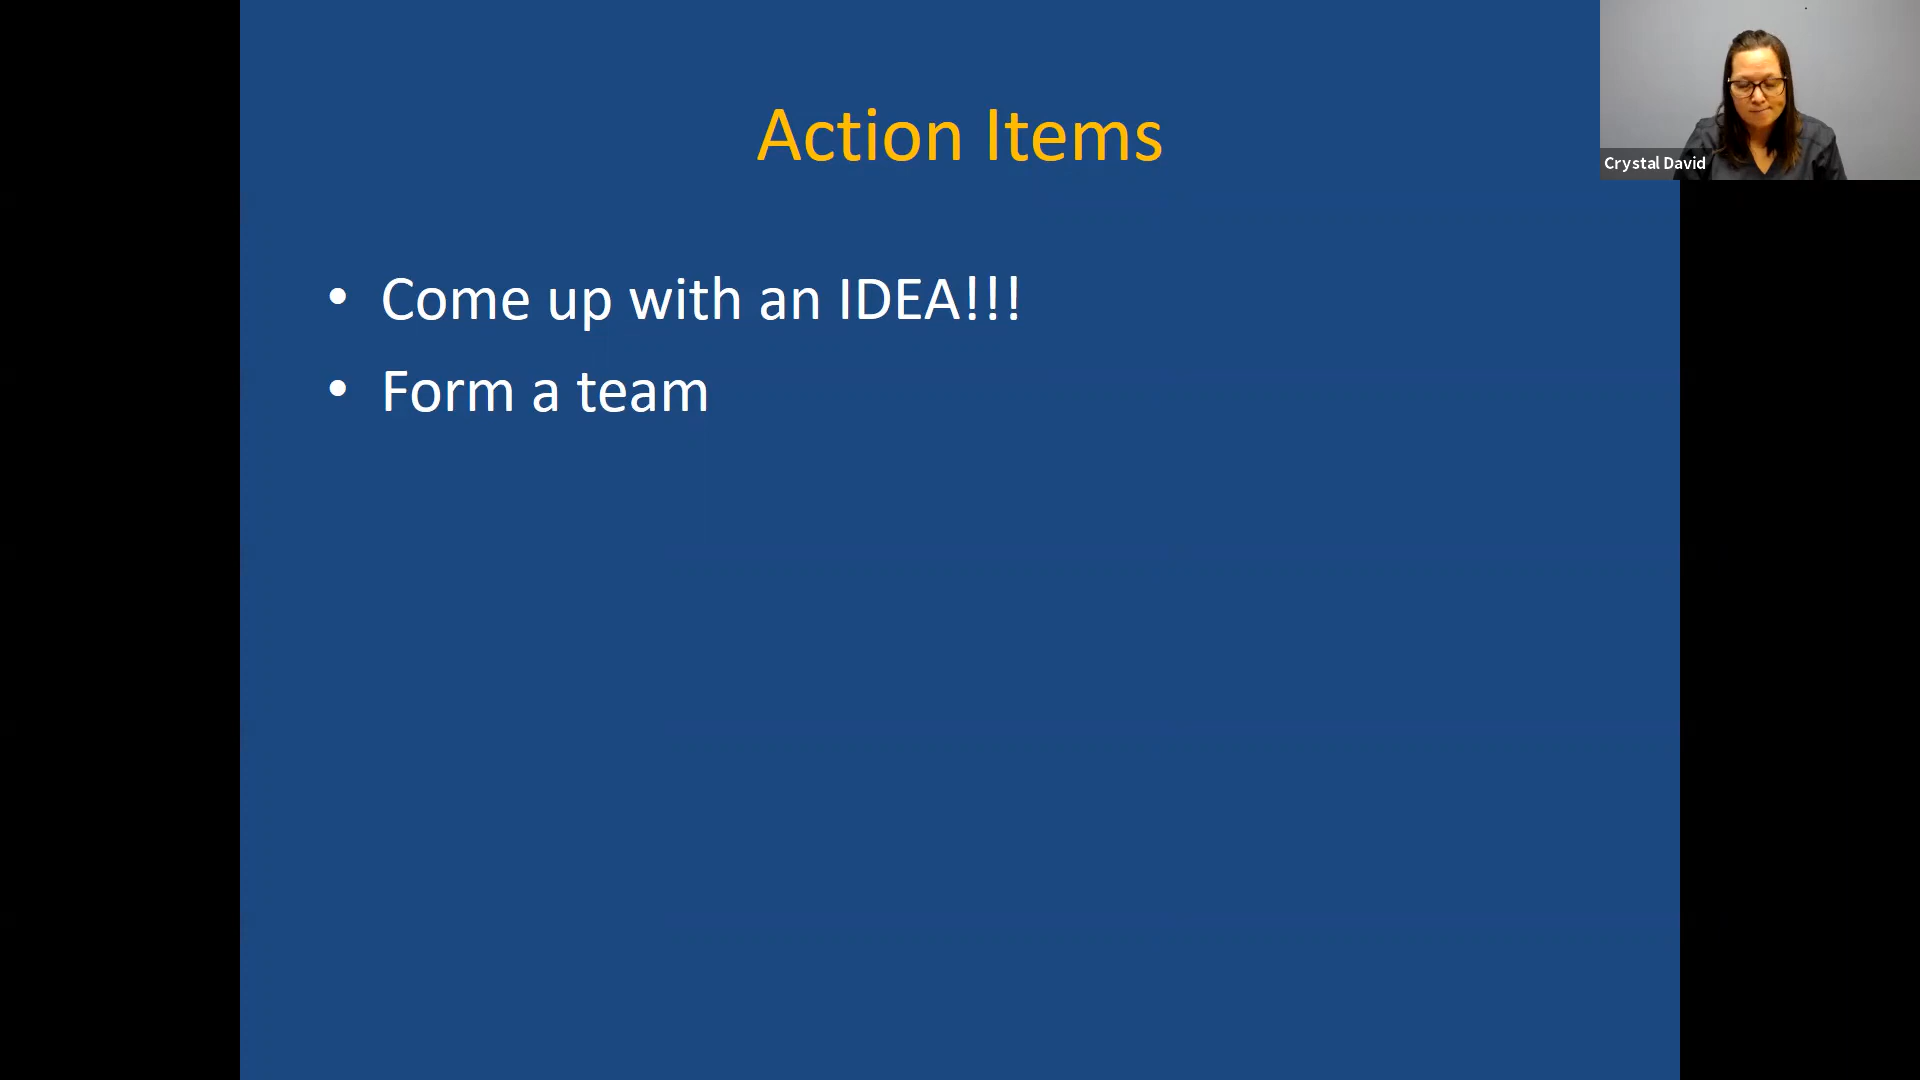 Action Items
• Come up with an IDEA!!!
• Form a team
Crystal David